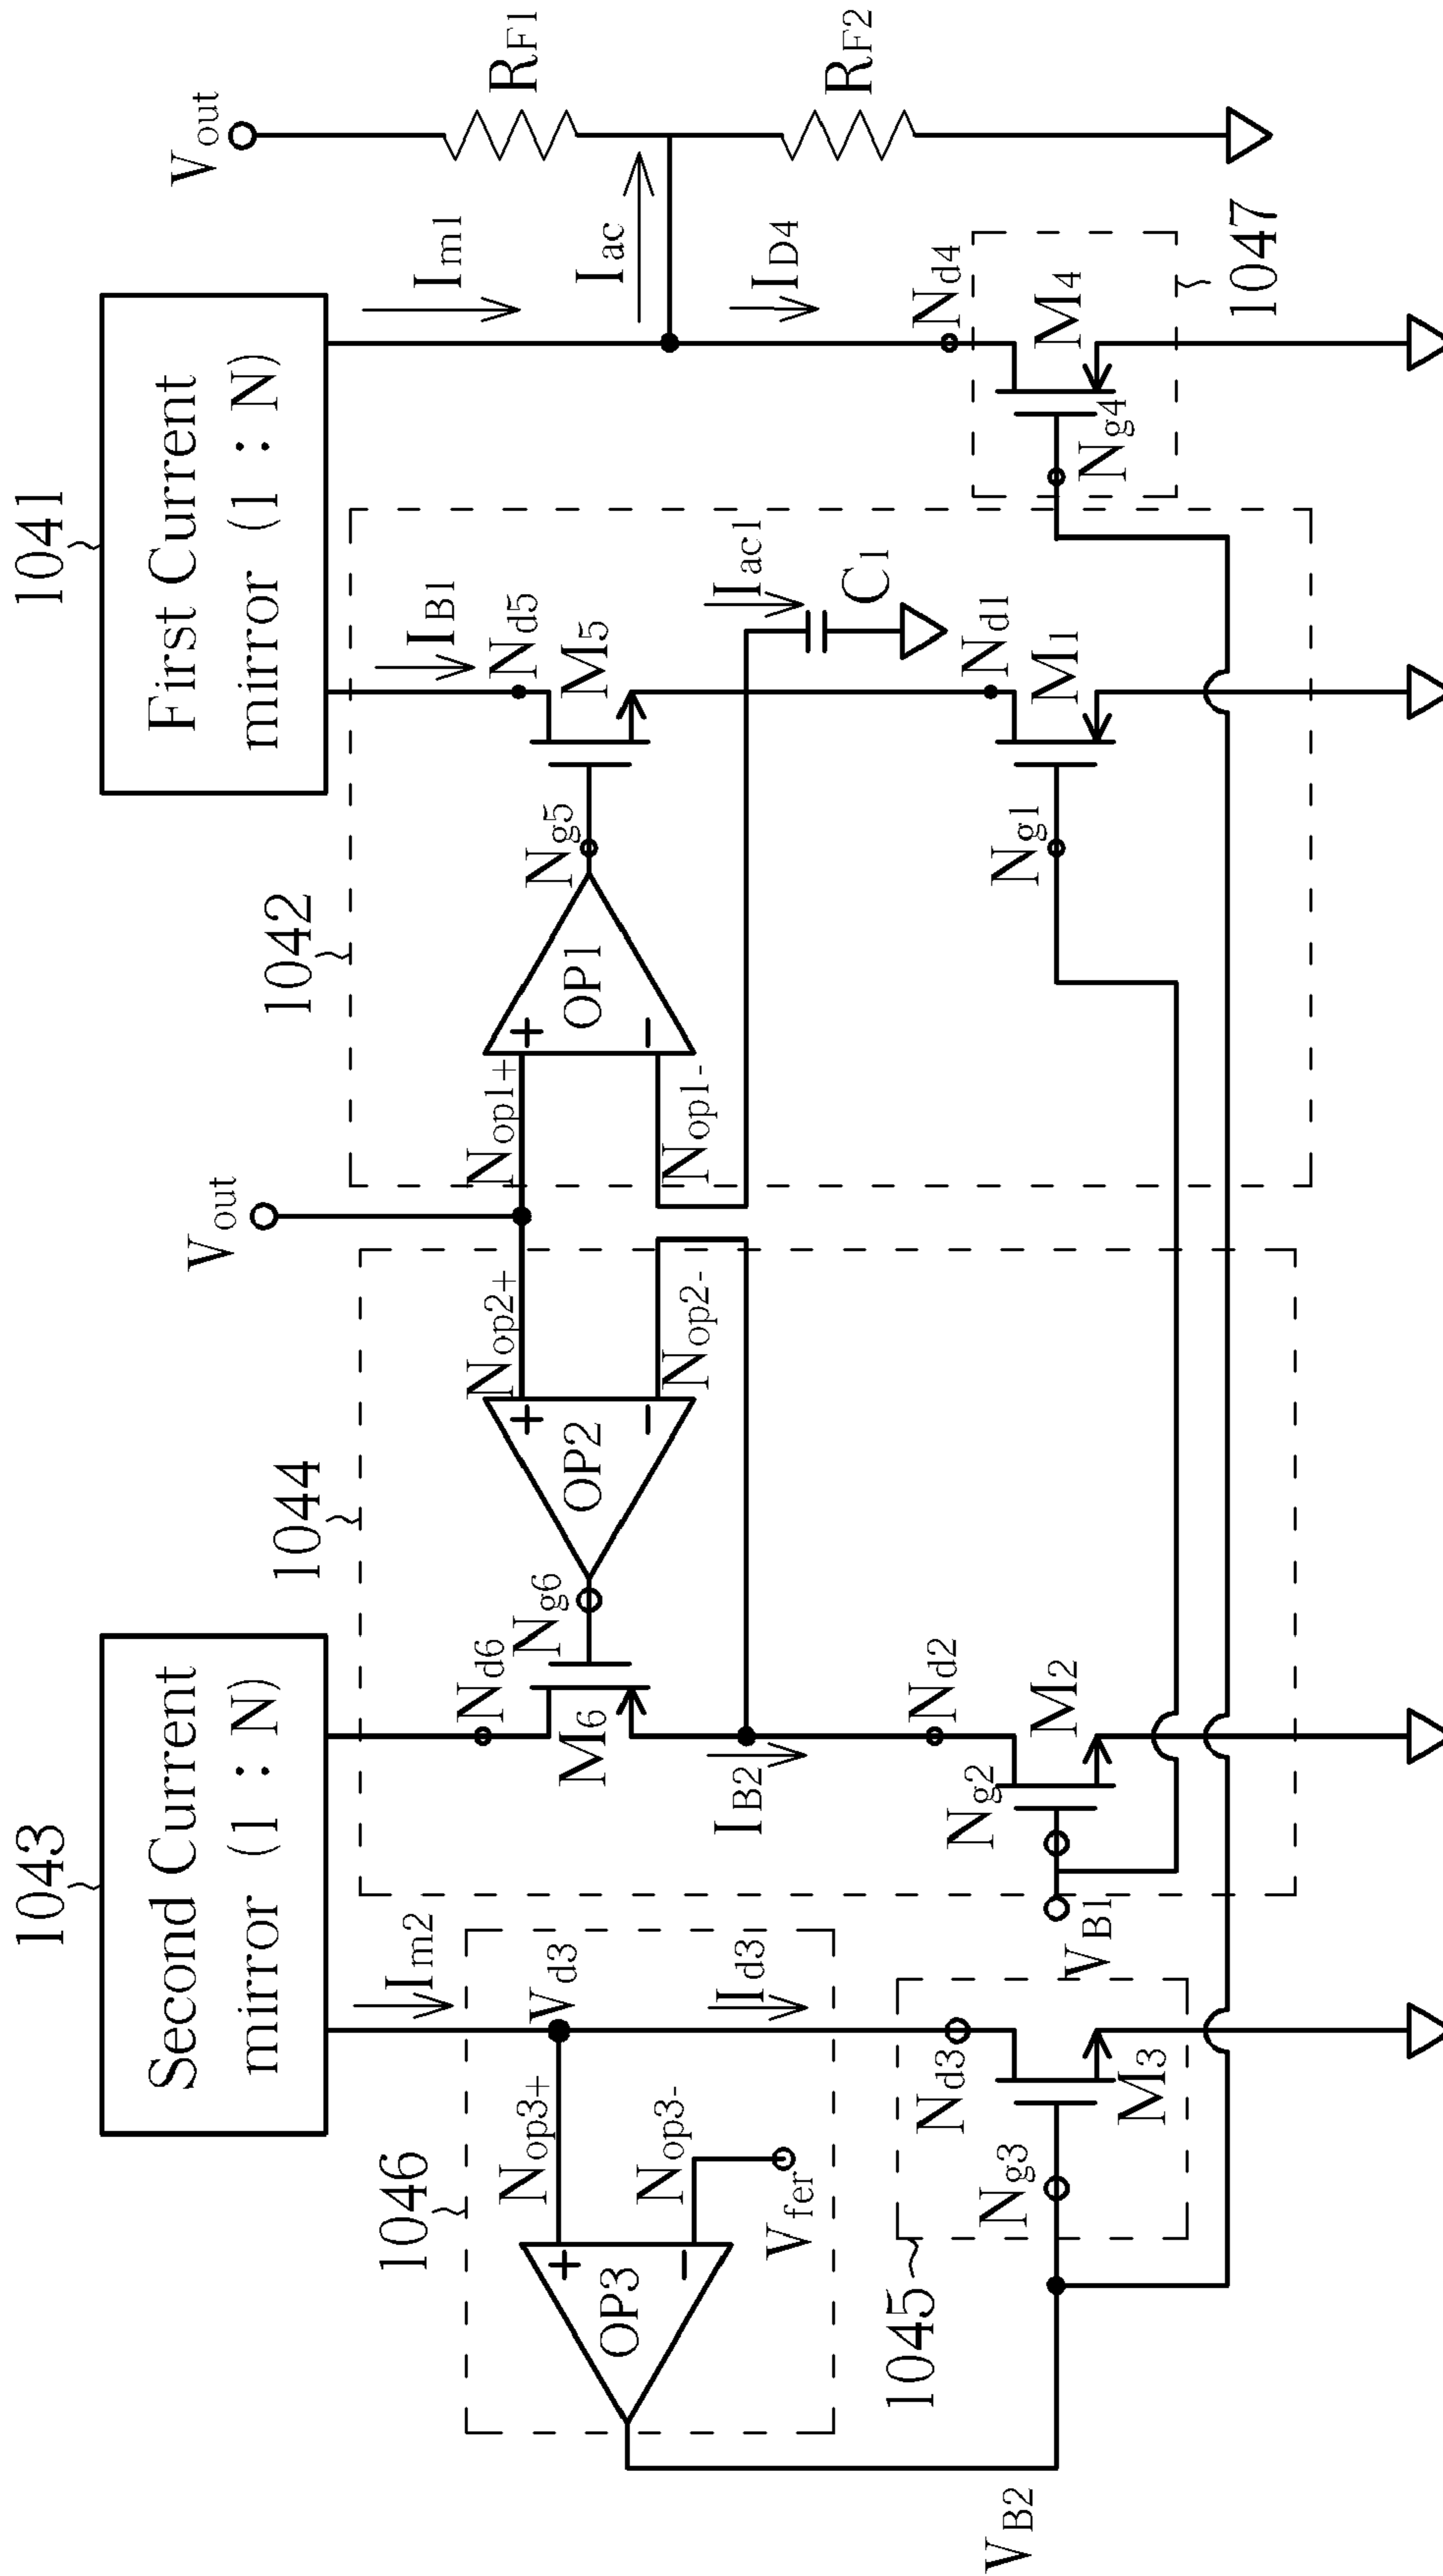 1043
Second Current
mirror (1 : N)
1041
First Current
mirror (1 : N)
Vout
Vout
RF1
RF2
Im2
1044
1042
IB1
Im1
Iac
ID4
1046
Nop3+
Vd3
Nd6
Ng6
Nop2+
Nop1+
Ng5
Nd5
M6
OP2
OP1
M5
OP3
Nop3-
Id3
Nop2-
Nop1-
Iac1
C1
Vfer
IB2
1045
Nd3
Ng3
M3
Nd2
Ng2
M2
VB1
Ng1
Nd1
M1
Nd4
Ng4
M4
1047
VB2